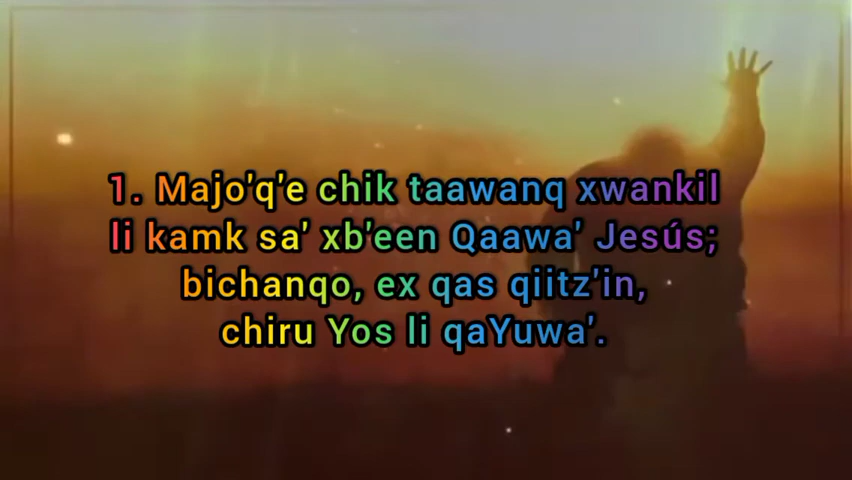 1. Majo'q'e chik taawanq xwankil
li kamk sa' xb'een Qaawa' Jesús;
bichanqo, ex qas qiitz'in,
chiru Yos li qaYuwa'.